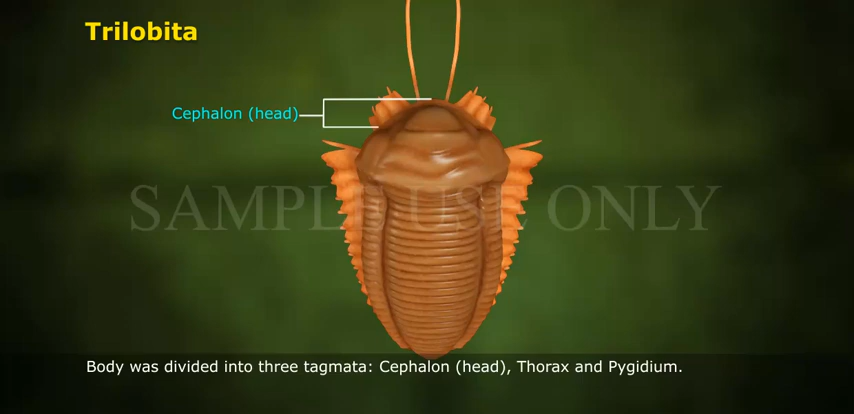 Trilobita
Cephalon (head)
SAMPLE USE ONLY
Body was divided into three tagmata: Cephalon (head), Thorax and Pygidium.